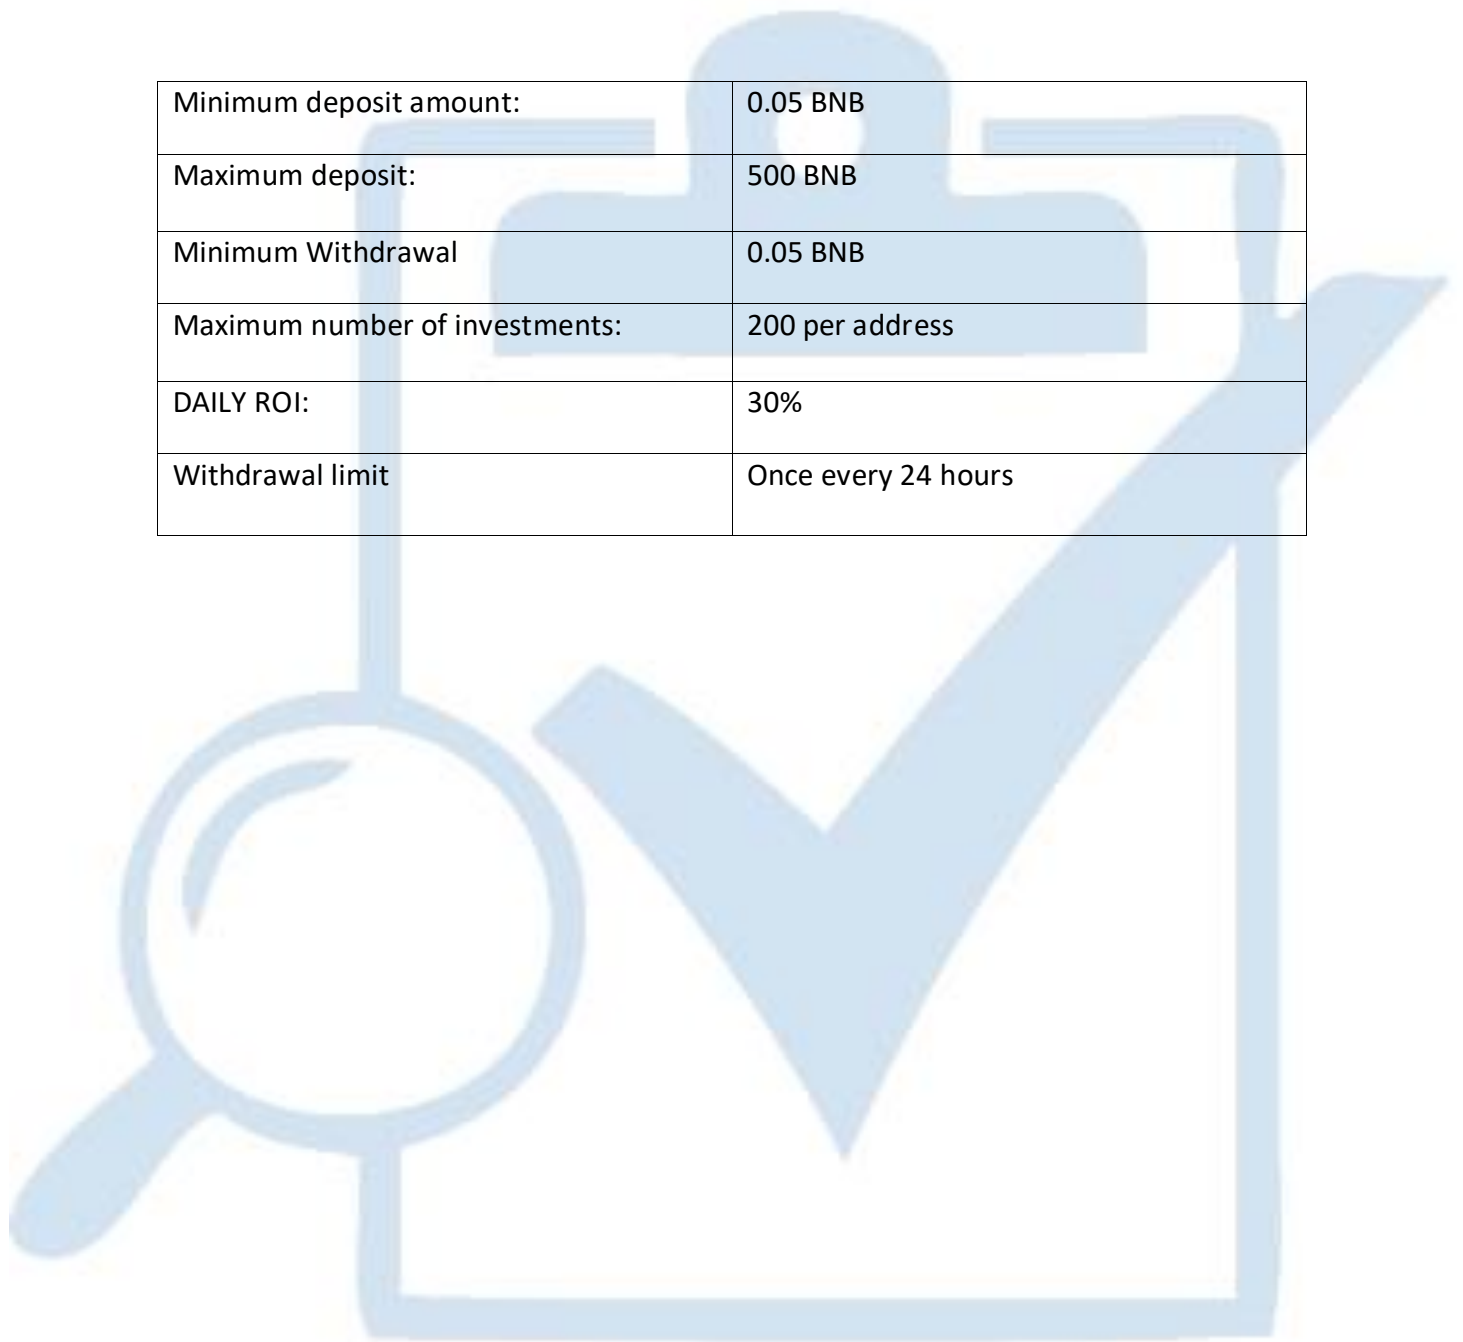 Minimum deposit amount: 0.05 BNB
Maximum deposit: 500 BNB
Minimum Withdrawal 0.05 BNB
Maximum number of investments: 200 per address
DAILY ROI: 30%
Withdrawal limit Once every 24 hours